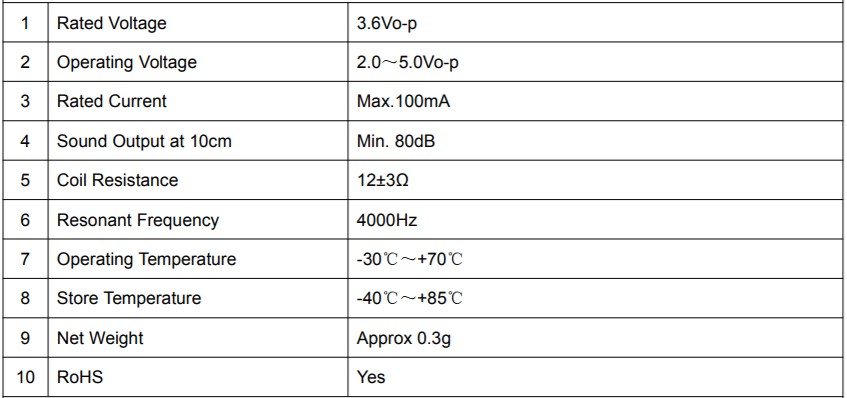 1 Rated Voltage 3.6Vo-p
2 Operating Voltage 2.0～5.0Vo-p
3 Rated Current Max.100mA
4 Sound Output at 10cm Min. 80dB
5 Coil Resistance 12±3Ω
6 Resonant Frequency 4000Hz
7 Operating Temperature -30℃～+70℃
8 Store Temperature -40℃～+85℃
9 Net Weight Approx 0.3g
10 RoHS Yes